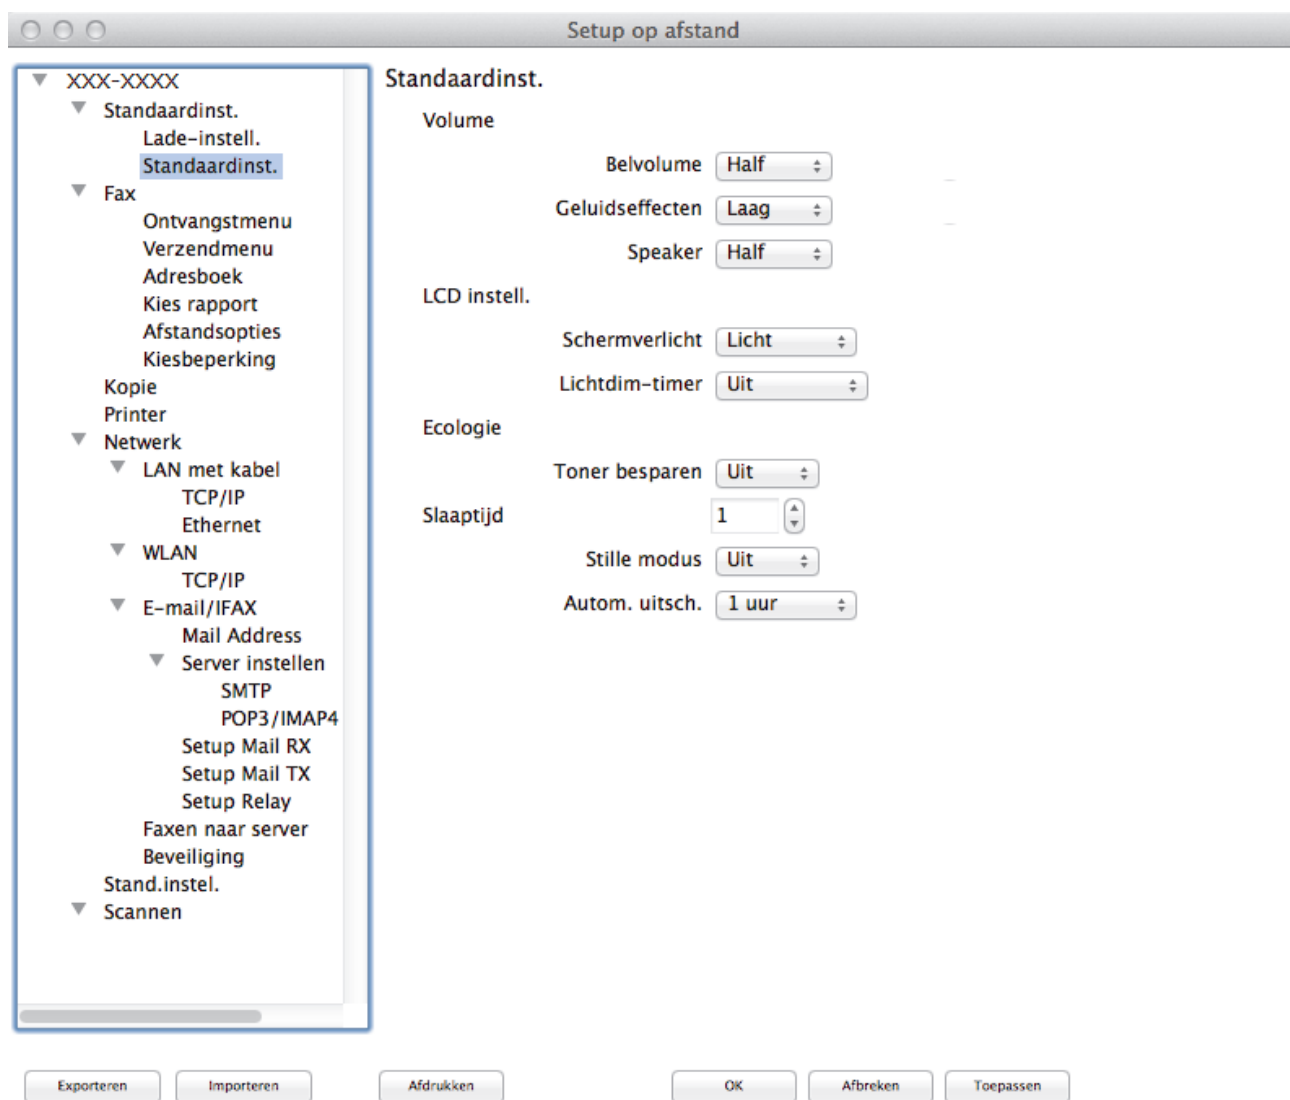 Setup op afstand
XXX-XXXX
Standaardinst.
Lade-instell.
Standaardinst.
Fax
Ontvangstmenu
Verzendmenu
Adresboek
Kies rapport
Afstandsopties
Kiesbeperking
Kopie
Printer
Netwerk
LAN met kabel
TCP/IP
Ethernet
WLAN
TCP/IP
E-mail/IFAX
Mail Address
Server instellen
SMTP
POP3/IMAP4
Setup Mail RX
Setup Mail TX
Setup Relay
Faxen naar server
Beveiliging
Stand.instel.
Scannen
Standaardinst.
Volume
Belvolume Half
Geluidseffecten Laag
Speaker Half
LCD instell.
Schermverlicht Licht
Lichtdim-timer Uit
Ecologie
Toner besparen Uit
Slaaptijd 1
Stille modus Uit
Autom. uitsch. 1 uur
Exporteren Importeren Afdrukken OK Afbreken Toepassen